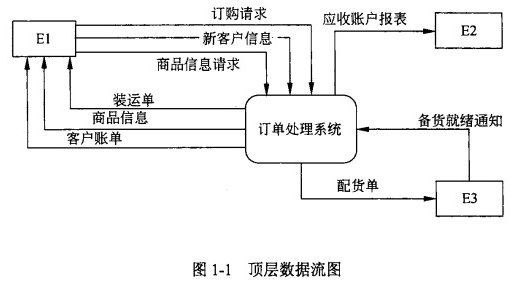 订购请求
应收账户报表
E1
新客户信息
E2
商品信息请求
装运单
商品信息
订单处理系统
备货就绪通知
客户账单
配货单
E3
图 1-1 顶层数据流图